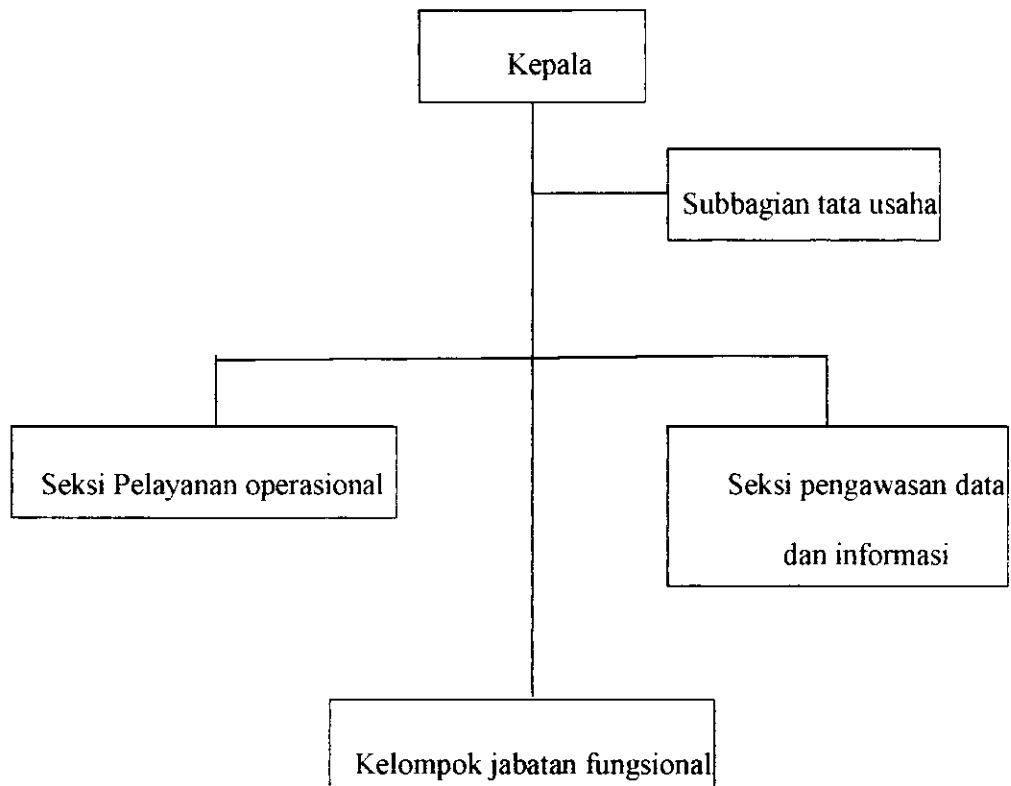 Kepala
Subbagian tata usaha
Seksi Pelayanan operasional
Seksi pengawasan data
dan informasi
Kelompok jabatan fungsional